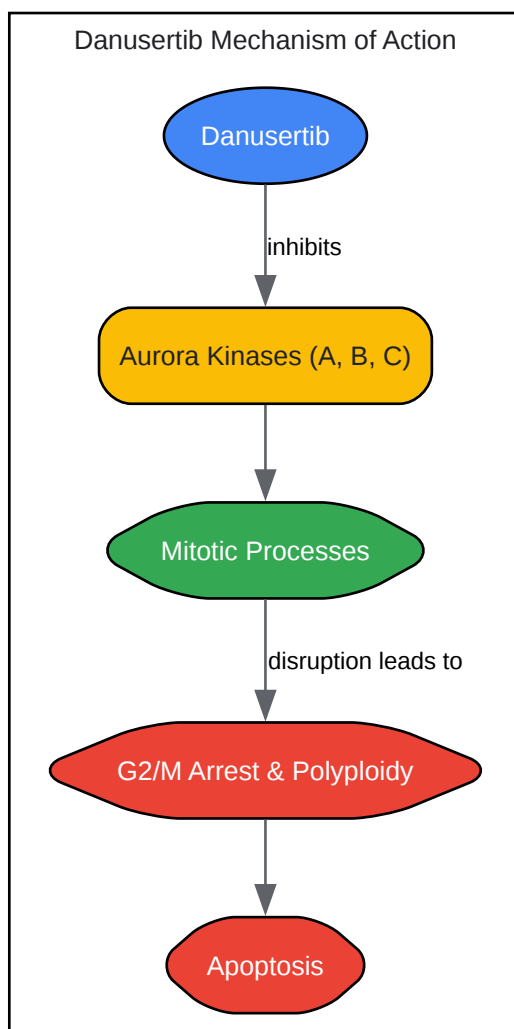 Danusertib Mechanism of Action
Danusertib
inhibits
Aurora Kinases (A, B, C)
Mitotic Processes
disruption leads to
G2/M Arrest & Polyploidy
Apoptosis